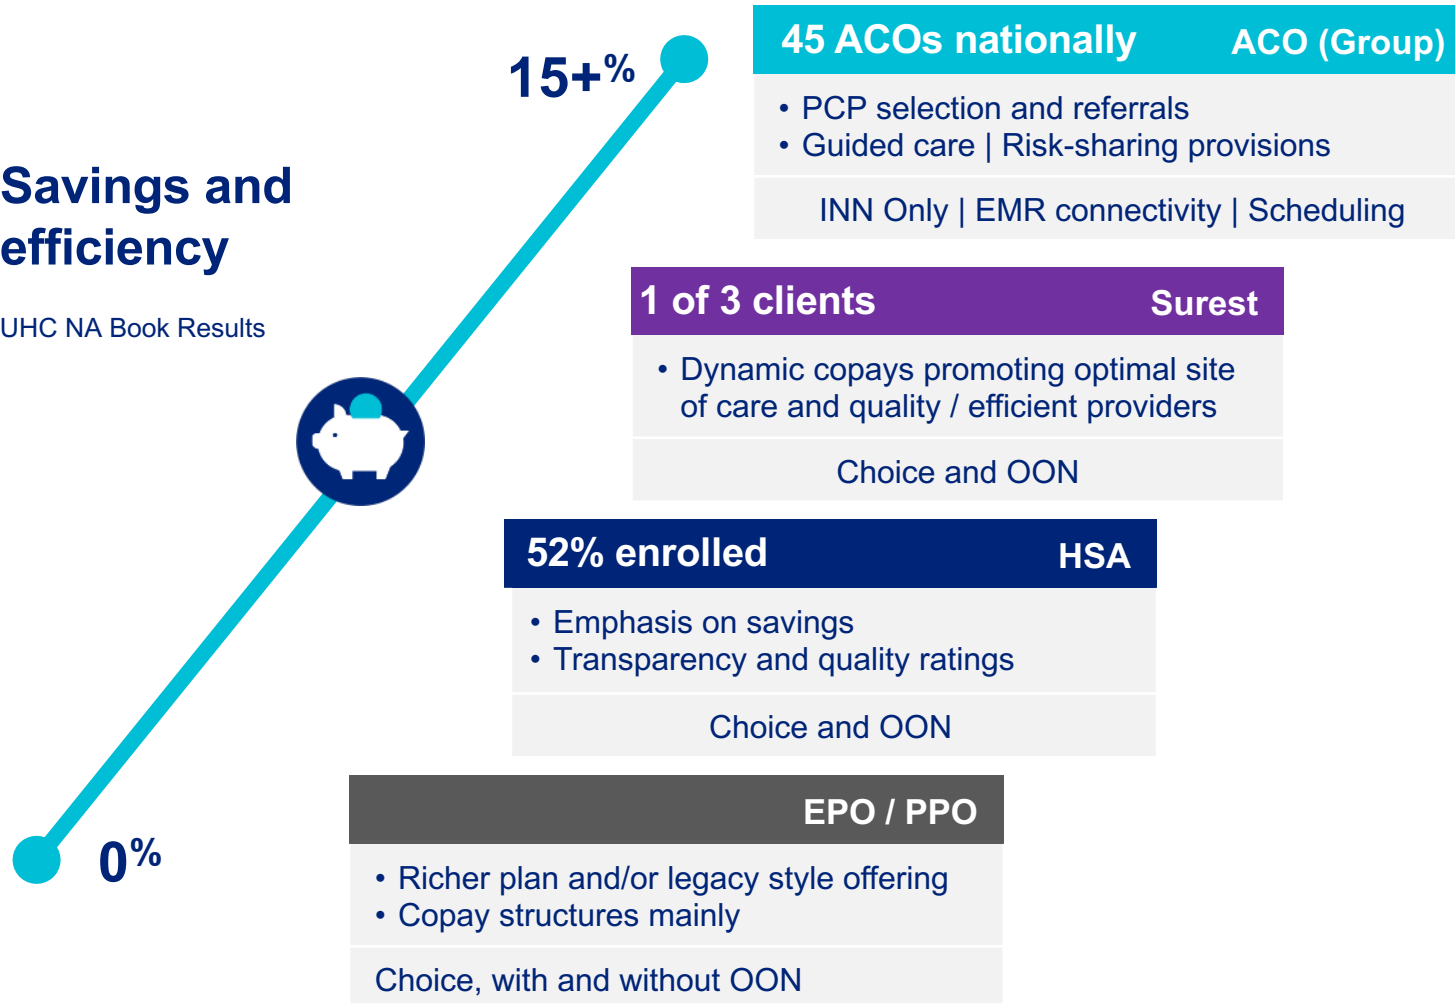 15+%
45 ACOs nationally ACO (Group)
• PCP selection and referrals
• Guided care | Risk-sharing provisions
INN Only | EMR connectivity | Scheduling
Savings and
efficiency
UHC NA Book Results
1 of 3 clients Surest
• Dynamic copays promoting optimal site
of care and quality / efficient providers
Choice and OON
52% enrolled HSA
• Emphasis on savings
• Transparency and quality ratings
Choice and OON
EPO / PPO
• Richer plan and/or legacy style offering
• Copay structures mainly
Choice, with and without OON
0%